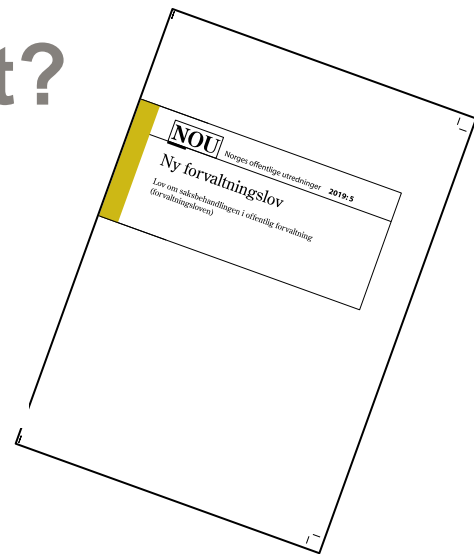 t?
NOU Norges offentlige utredninger 2019: 5
Ny forvaltningslov
Lov om saksbehandlingen i offentlig forvaltning
(forvaltningsloven)